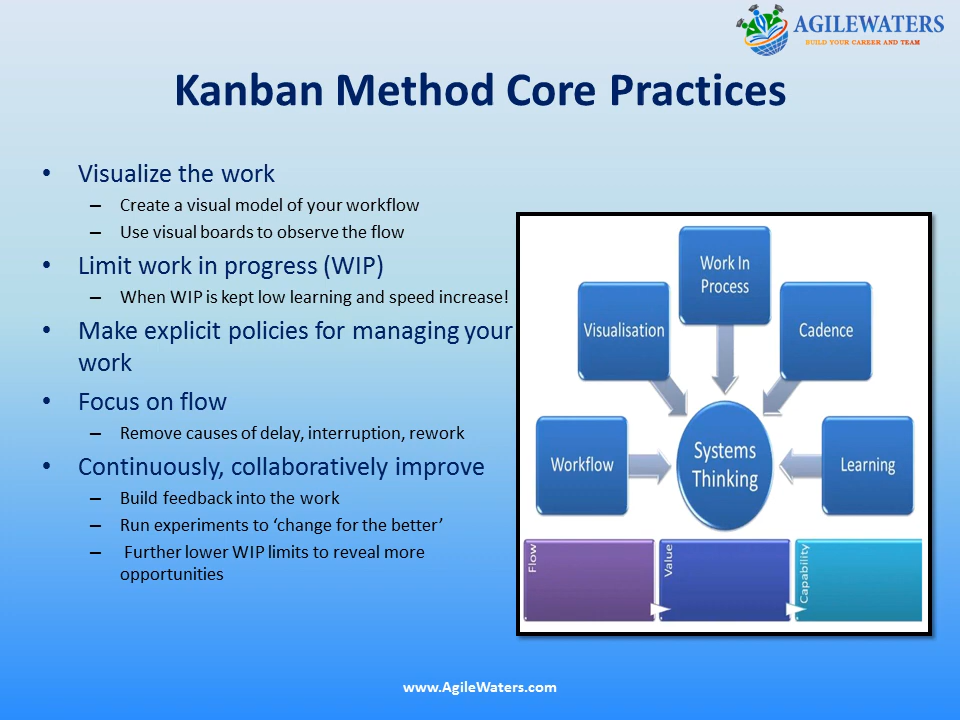 AGILEWATERS
BUILD YOUR CAREER AND TEAM
Kanban Method Core Practices
• Visualize the work
– Create a visual model of your workflow
– Use visual boards to observe the flow
• Limit work in progress (WIP)
– When WIP is kept low learning and speed increase!
• Make explicit policies for managing your
work
• Focus on flow
– Remove causes of delay, interruption, rework
• Continuously, collaboratively improve
– Build feedback into the work
– Run experiments to ‘change for the better’
– Further lower WIP limits to reveal more
opportunities
Work In
Process
Visualisation
Cadence
Workflow
Systems
Thinking
Learning
Flow
Value
Capability
www.AgileWaters.com